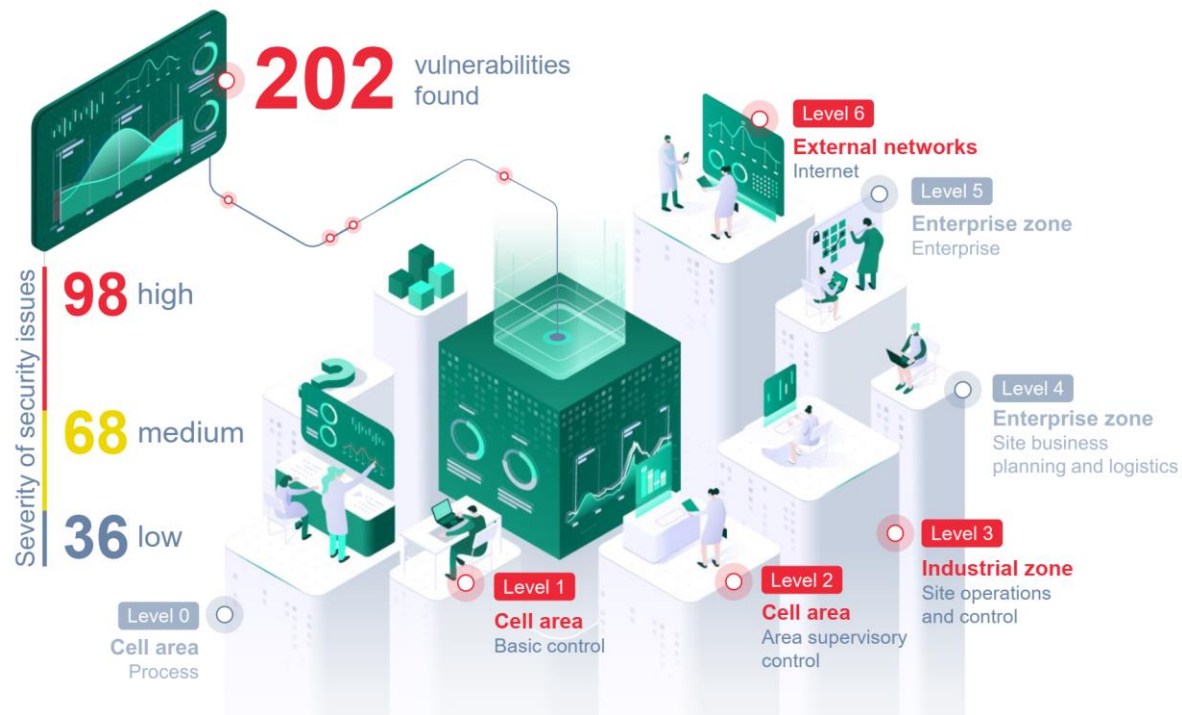 202
vulnerabilities
found
Severity of security issues
98 high
68 medium
36 low
Level 6
External networks
Internet
Level 5
Enterprise zone
Enterprise
Level 4
Enterprise zone
Site business
planning and logistics
Level 3
Industrial zone
Site operations
and control
Level 2
Cell area
Area supervisory
control
Level 1
Cell area
Basic control
Level 0
Cell area
Process